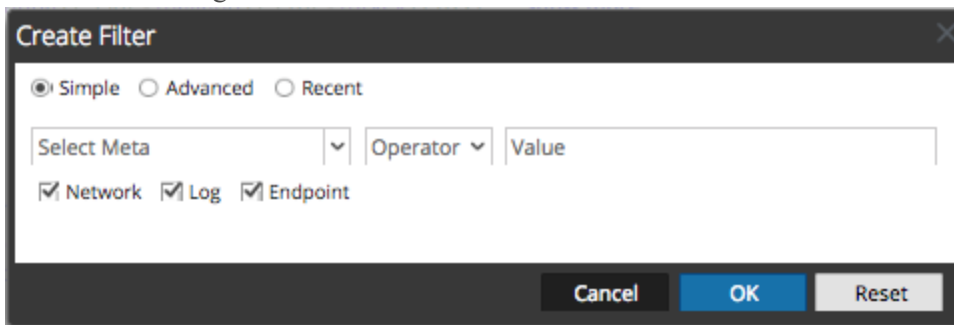 Create Filter
Simple Advanced Recent
Select Meta Operator Value
Network Log Endpoint
Cancel OK Reset